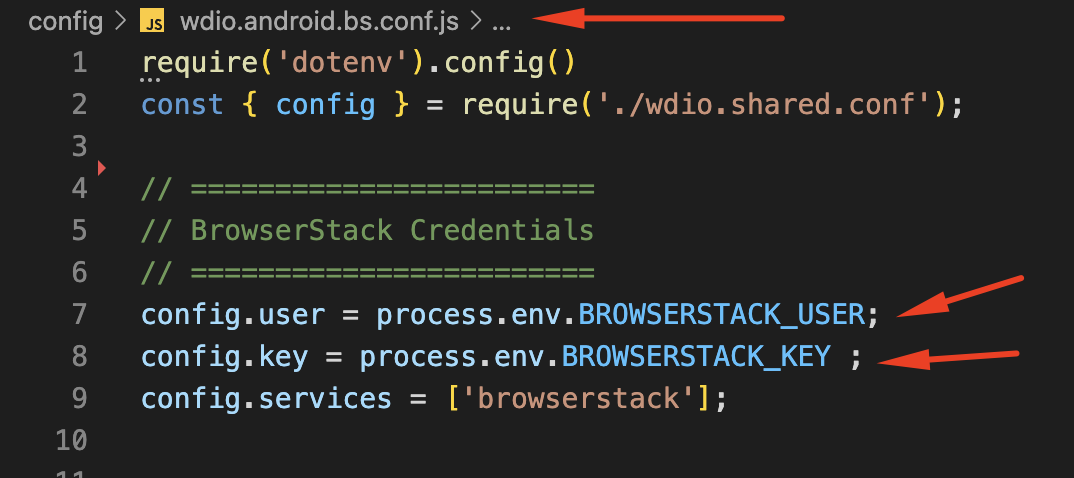 config > JS wdio.android.bs.conf.js > ...
1 require('dotenv').config()
2 const { config } = require('./wdio.shared.conf');
3
4 // ========================
5 // BrowserStack Credentials
6 // ========================
7 config.user = process.env.BROWSERSTACK_USER;
8 config.key = process.env.BROWSERSTACK_KEY ;
9 config.services = ['browserstack'];
10